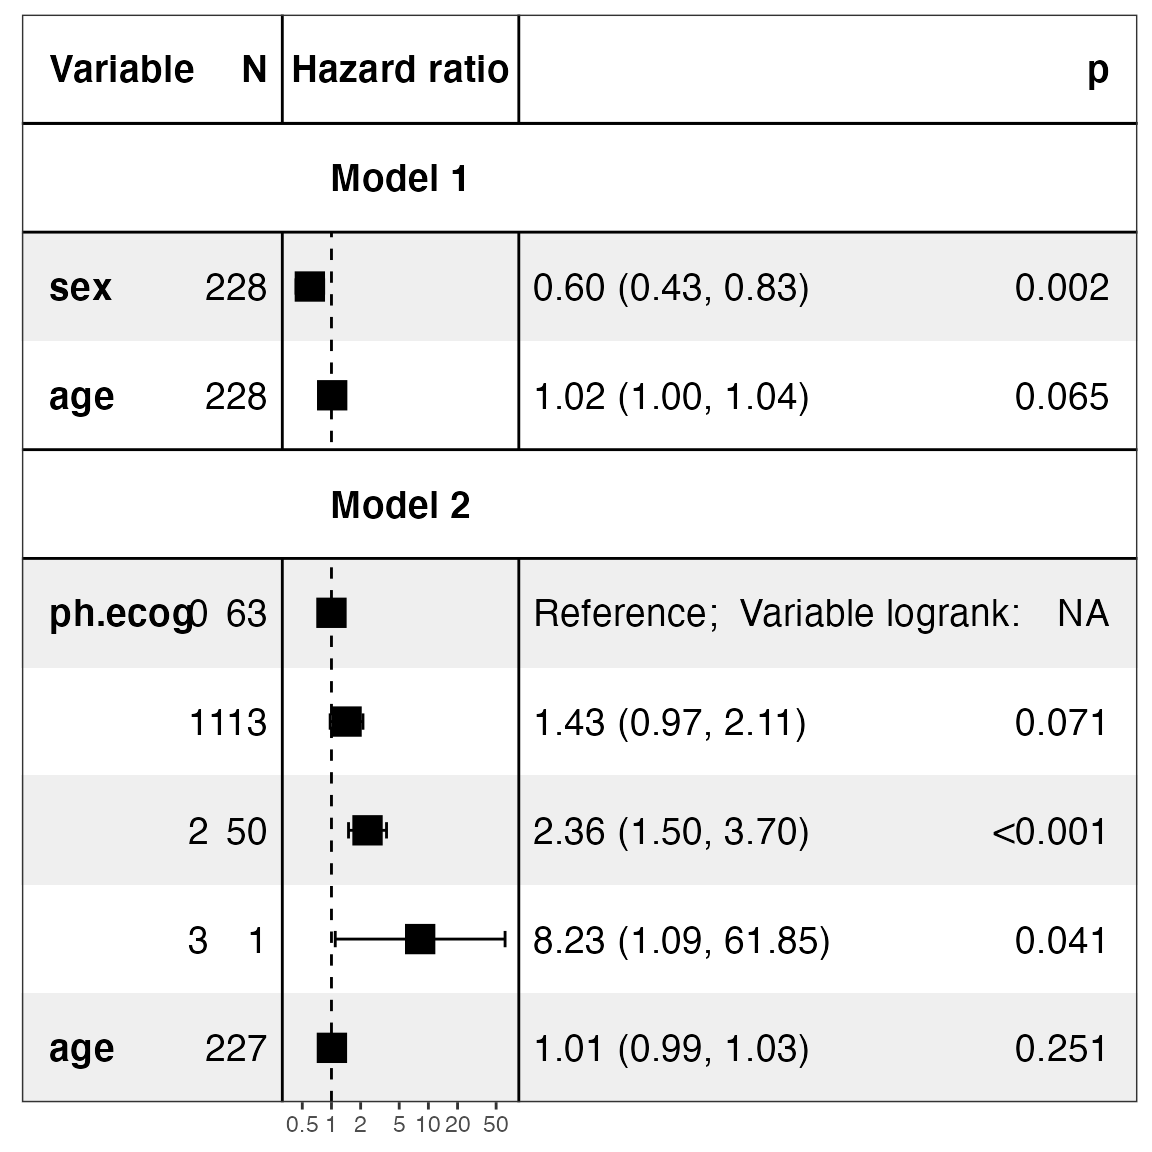 Variable N Hazard ratio p
Model 1
sex 228 0.60 (0.43, 0.83) 0.002
age 228 1.02 (1.00, 1.04) 0.065
Model 2
ph.ecog 0 63 Reference; Variable logrank: NA
1 113 1.43 (0.97, 2.11) 0.071
2 50 2.36 (1.50, 3.70) <0.001
3 1 8.23 (1.09, 61.85) 0.041
age 227 1.01 (0.99, 1.03) 0.251
0.5 1 2 5 10 20 50